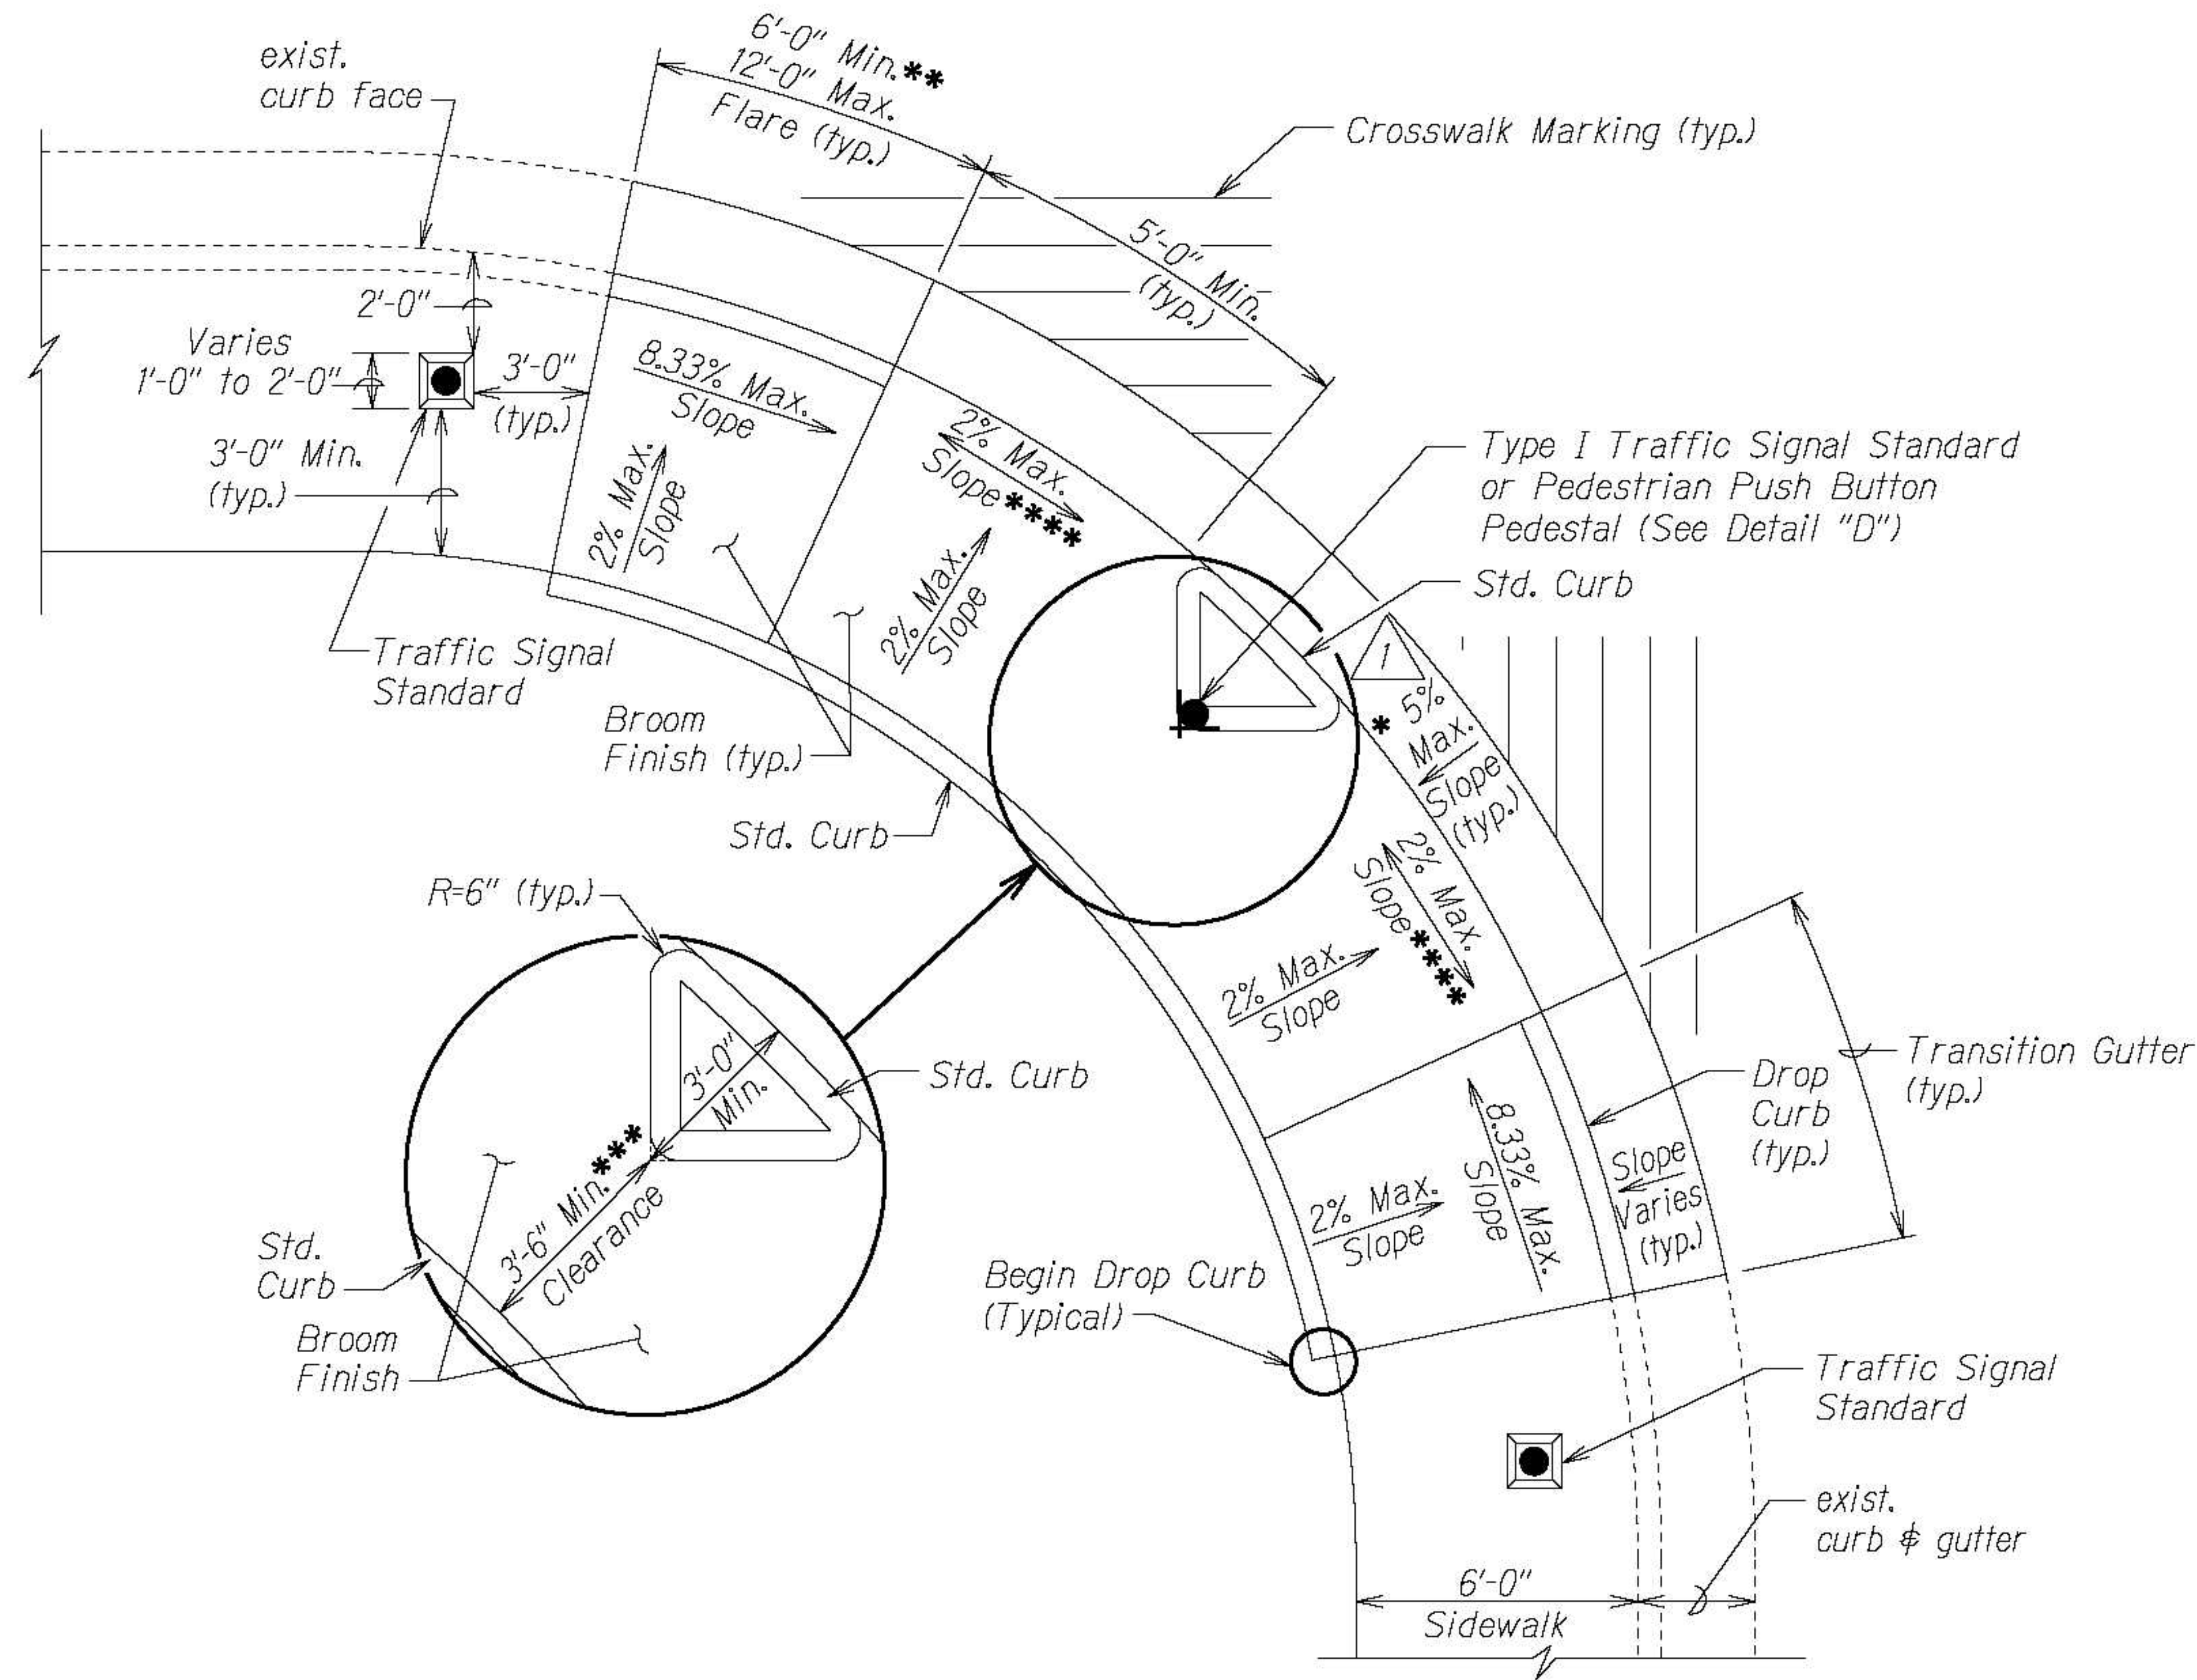 6'-0" Min.**
12'-0" Max.
Flare (typ.)
exist.
curb face
Crosswalk Marking (typ.)
5'-0" Min.
(typ.)
2'-0"
Varies
1'-0" to 2'-0"
3'-0"
(typ.)
8.33% Max.
Slope
2% Max.
Slope****
3'-0" Min.
(typ.)
2% Max.
Slope
2% Max.
Slope
Type I Traffic Signal Standard
or Pedestrian Push Button
Pedestal (See Detail "D")
Std. Curb
Traffic Signal
Standard
1
Broom
Finish (typ.)
* 5%
Max.
Slope
(typ.)
Std. Curb
2% Max.
Slope****
R=6" (typ.)
2% Max.
Slope
3'-0"
Min.
Std. Curb
Transition Gutter
(typ.)
Drop
Curb
(typ.)
3'-6" Min.***
Clearance
8.33% Max.
Slope
Slope
Varies
(typ.)
2% Max.
Slope
Std.
Curb
Begin Drop Curb
(Typical)
Broom
Finish
Traffic Signal
Standard
exist.
curb & gutter
6'-0"
Sidewalk